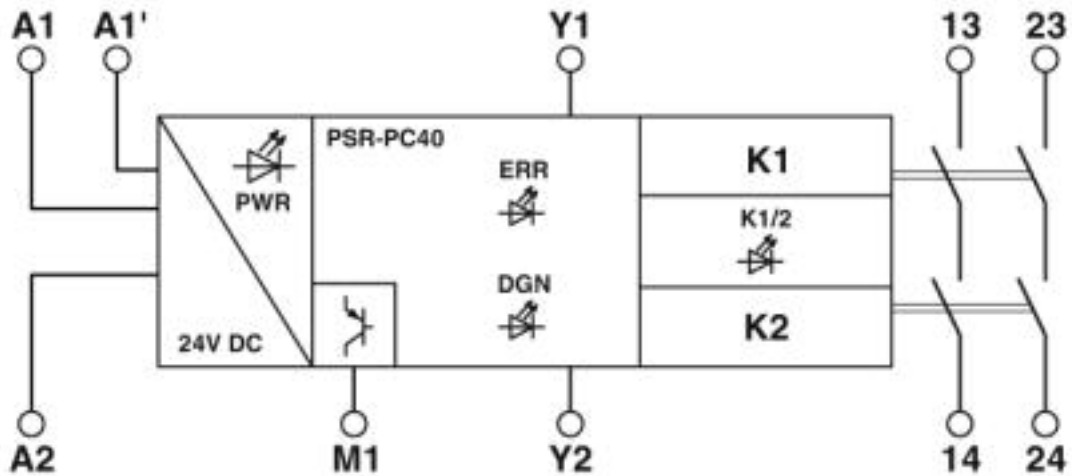 A1 A1' Y1 13 23
PSR-PC40
K1
ERR
PWR
K1/2
DGN
24V DC
K2
A2 M1 Y2 14 24